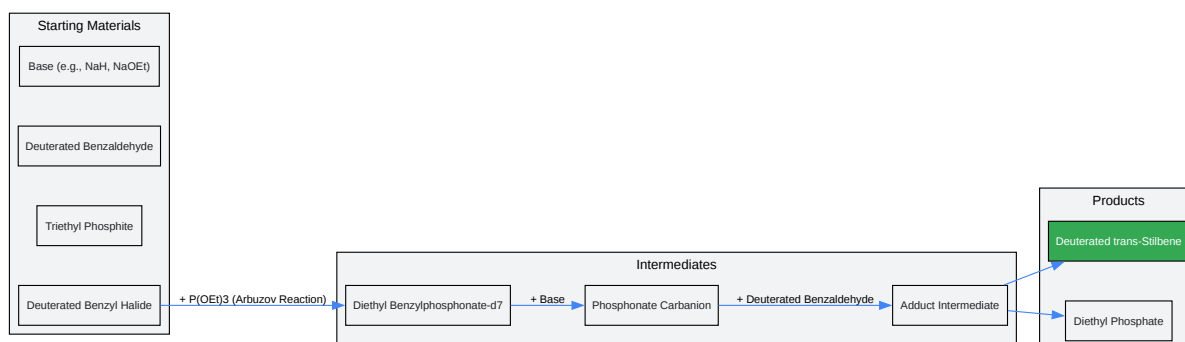 Starting Materials
Base (e.g., NaH, NaOEt)
Deuterated Benzaldehyde
Triethyl Phosphite
Deuterated Benzyl Halide
+ P(OEt)3 (Arbuzov Reaction)
Intermediates
Diethyl Benzylphosphonate-d7
+ Base
Phosphonate Carbanion
+ Deuterated Benzaldehyde
Adduct Intermediate
Products
Deuterated trans-Stilbene
Diethyl Phosphate